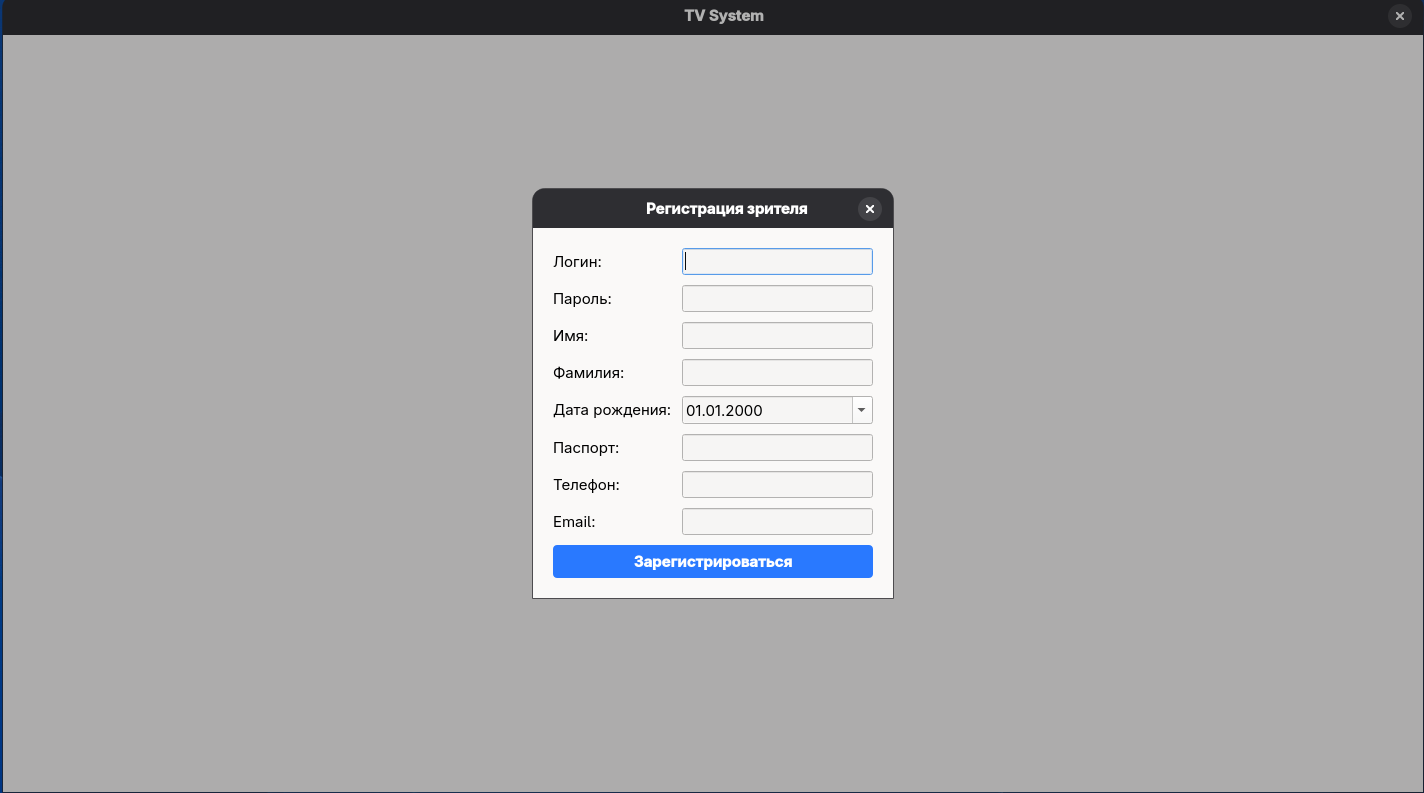 TV System
Регистрация зрителя
Логин:
Пароль:
Имя:
Фамилия:
Дата рождения: 01.01.2000
Паспорт:
Телефон:
Email:
Зарегистрироваться